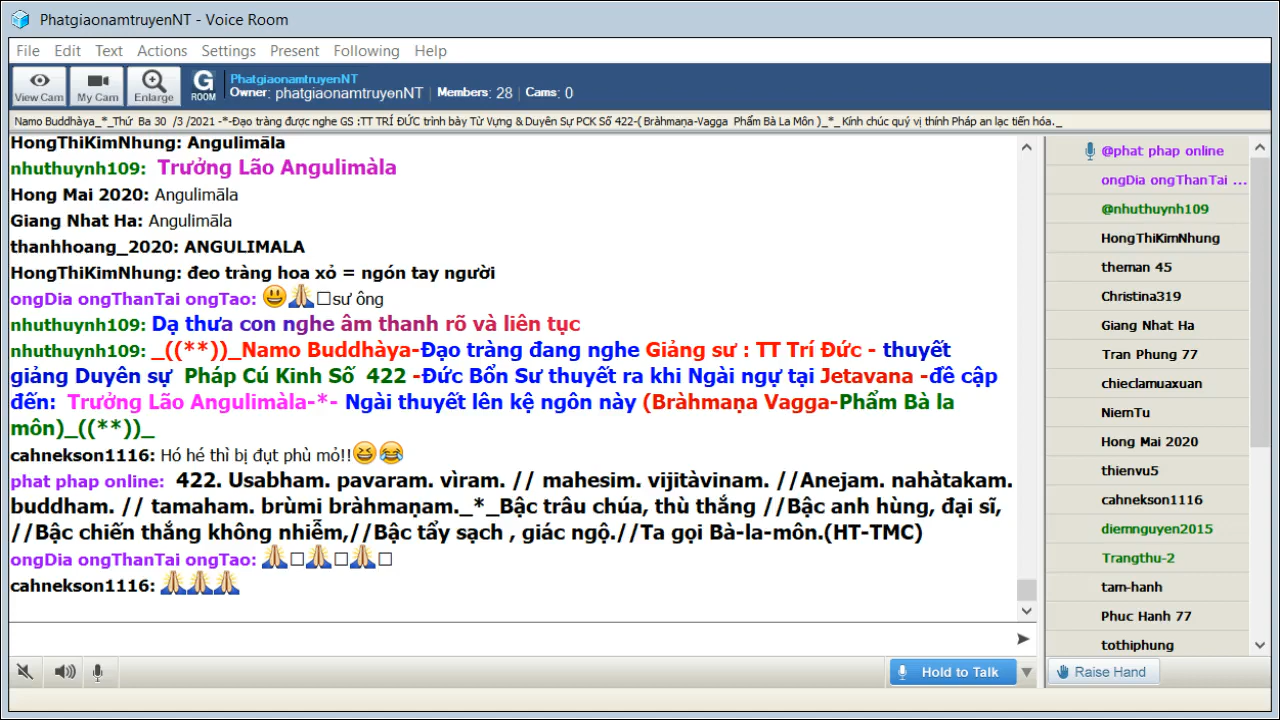 PhatgiaonamtruyenNT - Voice Room
File Edit Text Actions Settings Present Following Help
View Cam My Cam Enlarge G ROOM PhatgiaonamtruyenNT
Owner: phatgiaonamtruyenNT | Members: 28 | Cams: 0
Namo Buddhàya_*_Thứ Ba 30 /3 /2021 -*-Đạo tràng được nghe GS :TT TRÍ ĐỨC trình bày Từ Vựng & Duyên Sự PCK Số 422-( Bràhmaṇa-Vagga Phẩm Bà La Môn )_*_ Kính chúc quý vị thính Pháp an lạc tiến hóa._
HongThiKimNhung: Angulimāla
nhuthuynh109: Trưởng Lão Angulimàla
Hong Mai 2020: Angulimāla
Giang Nhat Ha: Angulimāla
thanhhoang_2020: ANGULIMALA
HongThiKimNhung: đeo tràng hoa xỏ = ngón tay người
ongDia ongThanTai ongTao: 😃🙏□sư ông
nhuthuynh109: Dạ thưa con nghe âm thanh rõ và liên tục
nhuthuynh109: _((**))_Namo Buddhàya-Đạo tràng đang nghe Giảng sư : TT Trí Đức - thuyết
giảng Duyên sự Pháp Cú Kinh Số 422 -Đức Bổn Sư thuyết ra khi Ngài ngự tại Jetavana -đề cập
đến: Trưởng Lão Angulimàla-*- Ngài thuyết lên kệ ngôn này (Bràhmaṇa Vagga-Phẩm Bà la
môn)_((**))_
cahnekson1116: Hó hé thì bị đụt phù mỏ!!😆😂
phat phap online: 422. Usabham. pavaram. vìram. // mahesim. vijitàvinam. //Anejam. nahàtakam.
buddham. // tamaham. brùmi bràhmaṇam._*_Bậc trâu chúa, thù thắng //Bậc anh hùng, đại sĩ,
//Bậc chiến thắng không nhiễm,//Bậc tẩy sạch , giác ngộ.//Ta gọi Bà-la-môn.(HT-TMC)
ongDia ongThanTai ongTao: 🙏□🙏□🙏□
cahnekson1116: 🙏🙏🙏
@phat phap online
ongDia ongThanTai ...
@nhuthuynh109
HongThiKimNhung
theman 45
Christina319
Giang Nhat Ha
Tran Phung 77
chieclamuaxuan
NiemTu
Hong Mai 2020
thienvu5
cahnekson1116
diemnguyen2015
Trangthu-2
tam-hanh
Phuc Hanh 77
tothiphung
Hold to Talk
Raise Hand